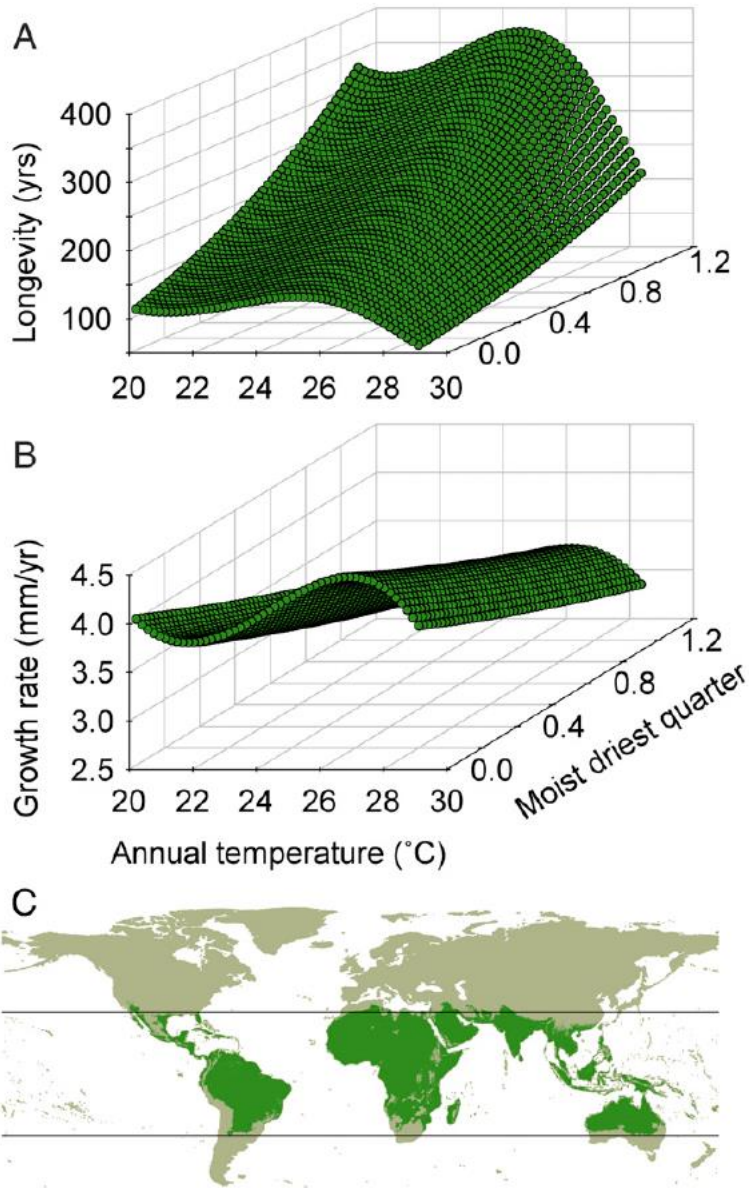 A
Longevity (yrs)
400
300
200
100
20 22 24 26 28 30
0.0 0.4 0.8 1.2
B
Growth rate (mm/yr)
4.5
4.0
3.5
3.0
2.5
20 22 24 26 28 30
0.0 0.4 0.8 1.2
Moist driest quarter
Annual temperature (°C)
C